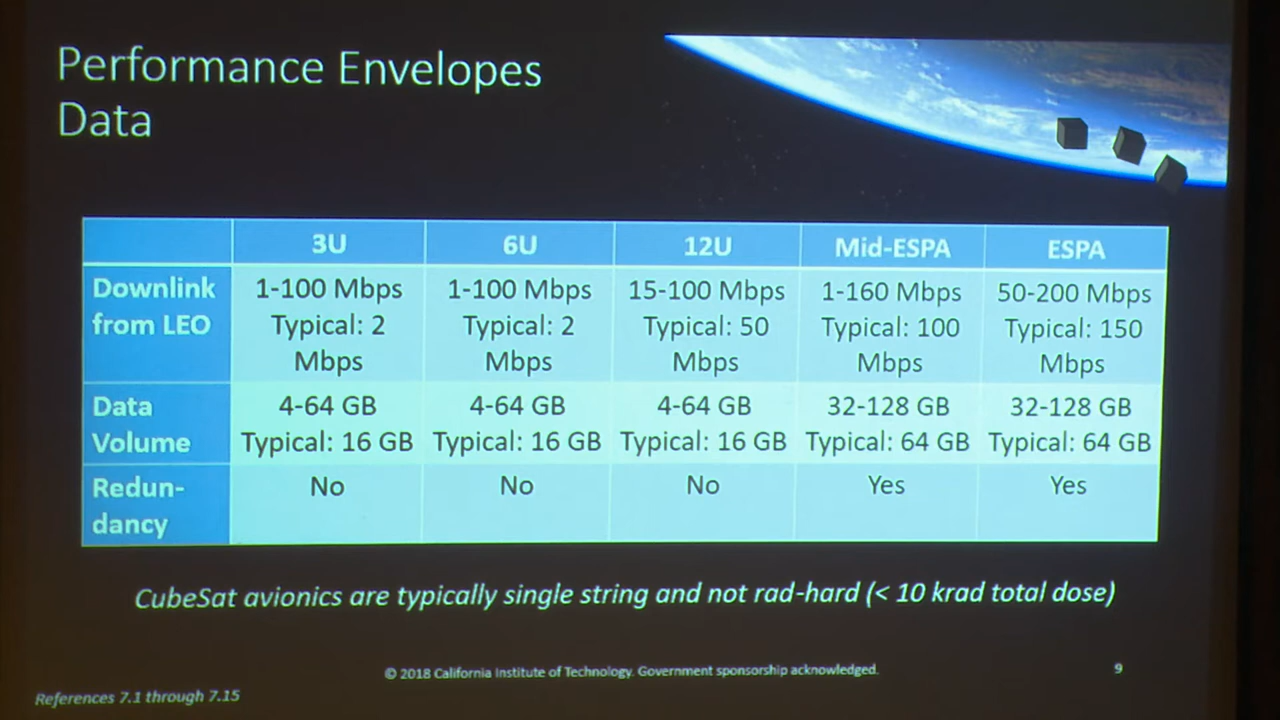 Performance Envelopes
Data
3U 6U 12U Mid-ESPA ESPA
Downlink from LEO
1-100 Mbps Typical: 2 Mbps
1-100 Mbps Typical: 2 Mbps
15-100 Mbps Typical: 50 Mbps
1-160 Mbps Typical: 100 Mbps
50-200 Mbps Typical: 150 Mbps
Data Volume
4-64 GB Typical: 16 GB
4-64 GB Typical: 16 GB
4-64 GB Typical: 16 GB
32-128 GB Typical: 64 GB
32-128 GB Typical: 64 GB
Redun-
dancy
No No No Yes Yes
CubeSat avionics are typically single string and not rad-hard (< 10 krad total dose)
© 2018 California Institute of Technology. Government sponsorship acknowledged.
9
References 7.1 through 7.15